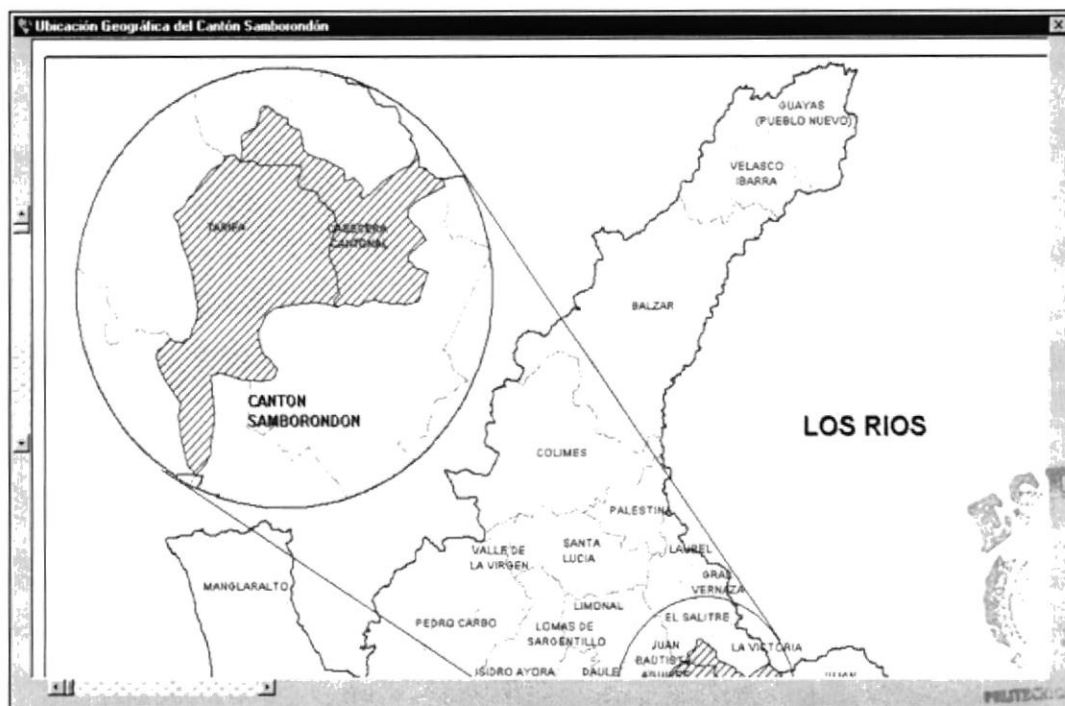 Ubicación Geográfica del Cantón Samborondón
GUAYAS
(PUEBLO NUEVO)
VELASCO
IBARRA
TARIFA
CABECERA
CANTONAL
BALZAR
CANTON
SAMBORONDON
LOS RIOS
COLIMES
PALESTINA
VALLE DE
LA VIRGEN
SANTA
LUCIA
LAUREL
MANGLARALTO
GRAL
VERNAZA
LIMONAL
PEDRO CARBO
EL SALITRE
LOMAS DE
SARGENTILLO
JUAN
BAUTISTA
LA VICTORIA
ISIDRO AYORA
DAULE